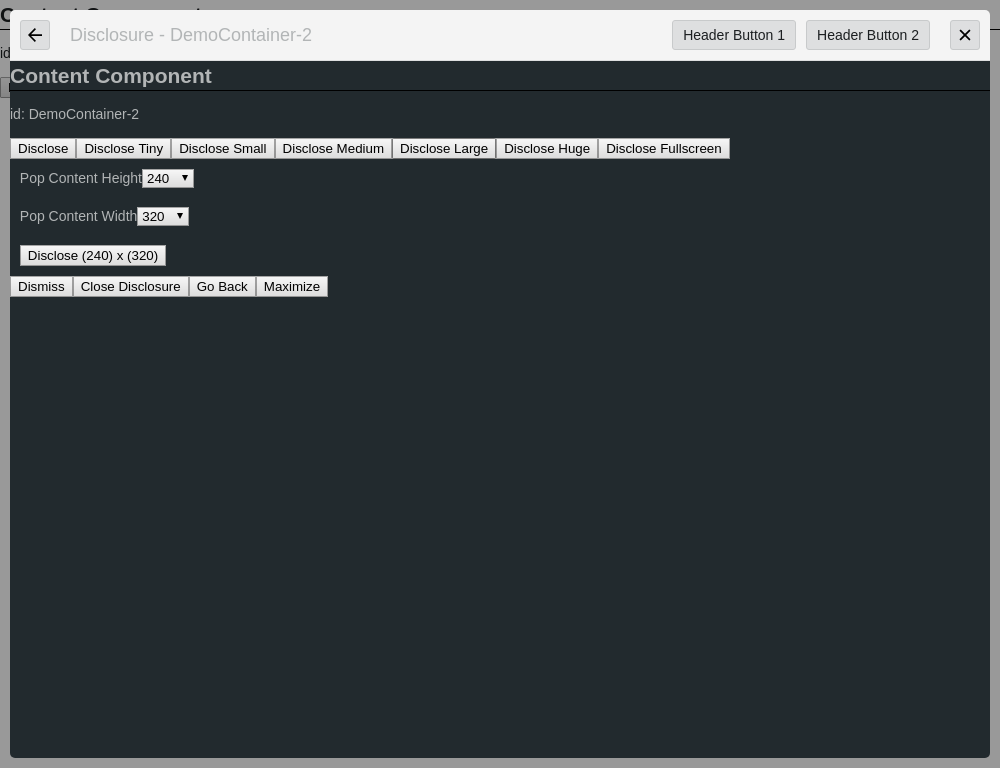 Disclosure - DemoContainer-2 Header Button 1 Header Button 2
Content Component
id: DemoContainer-2
Disclose Disclose Tiny Disclose Small Disclose Medium Disclose Large Disclose Huge Disclose Fullscreen
Pop Content Height 240
Pop Content Width 320
Disclose (240) x (320)
Dismiss Close Disclosure Go Back Maximize
id